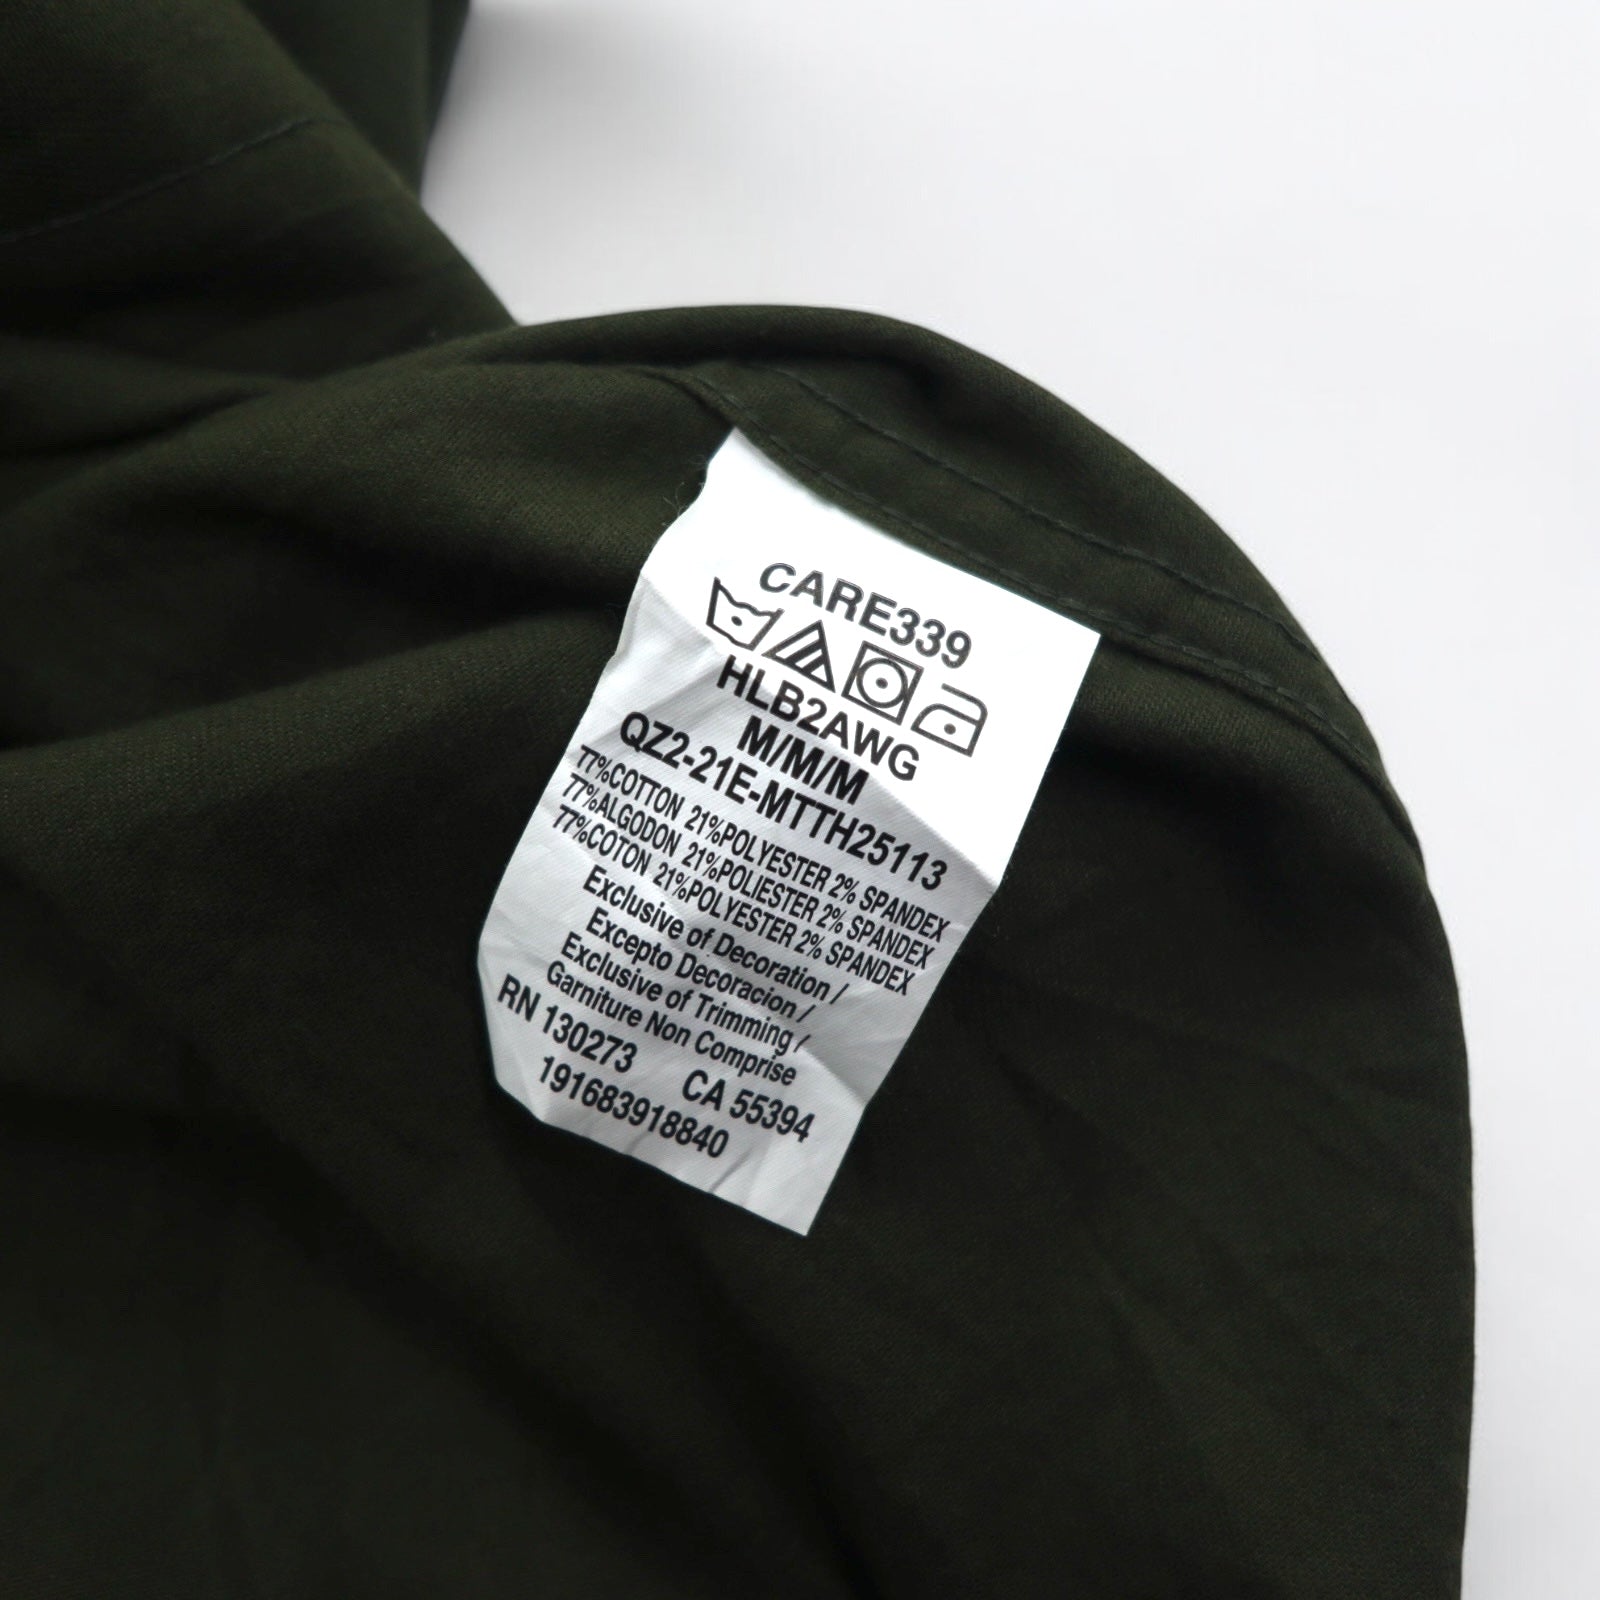 CARE339
HLB2AWG
M/M/M
QZ2-21E-MTTH25113
77%COTTON 21%POLYESTER 2% SPANDEX
77%ALGODON 21%POLIESTER 2% SPANDEX
77%COTON 21%POLYESTER 2% SPANDEX
Exclusive of Decoration /
Excepto Decoracion /
Exclusive of Trimming /
Garniture Non Comprise
RN 130273 CA 55394
191683918840